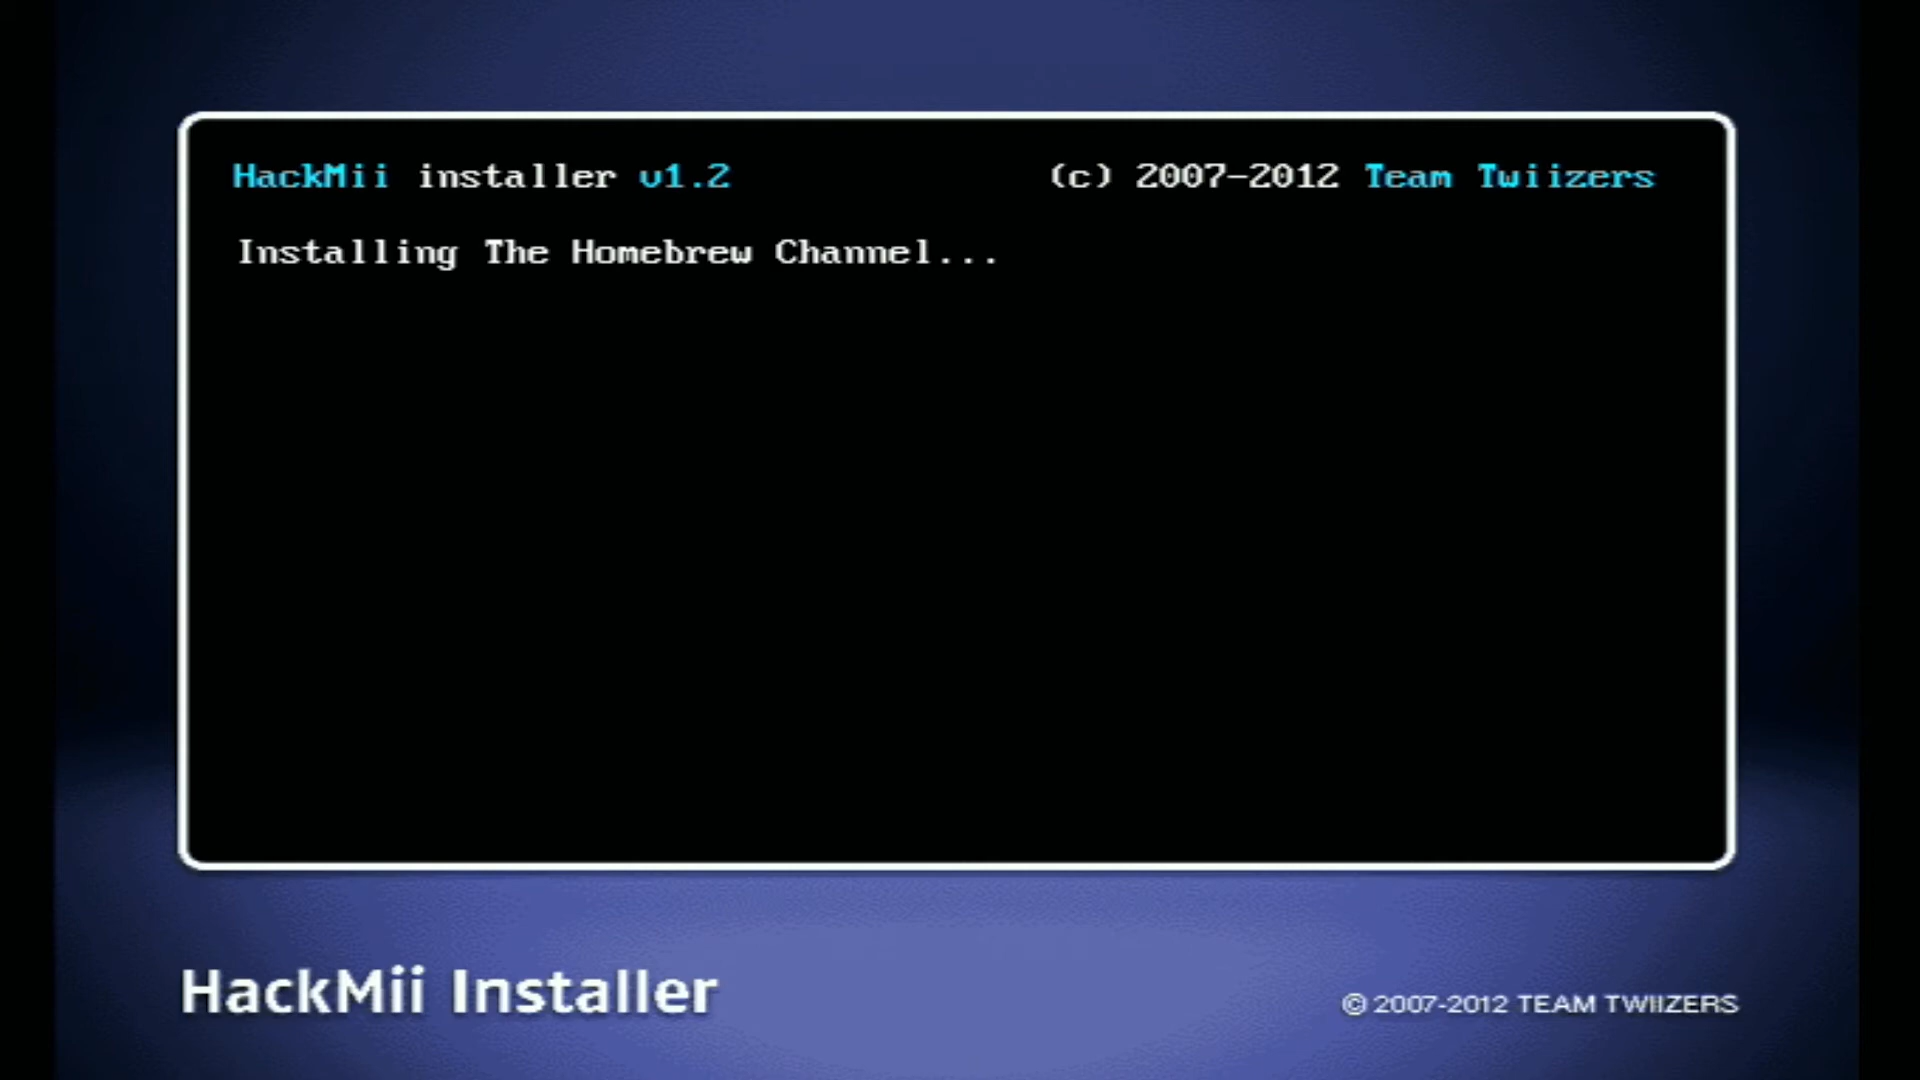 HackMii installer v1.2 (c) 2007-2012 Team Twiizers
Installing The Homebrew Channel...
HackMii Installer
© 2007-2012 TEAM TWIIZERS